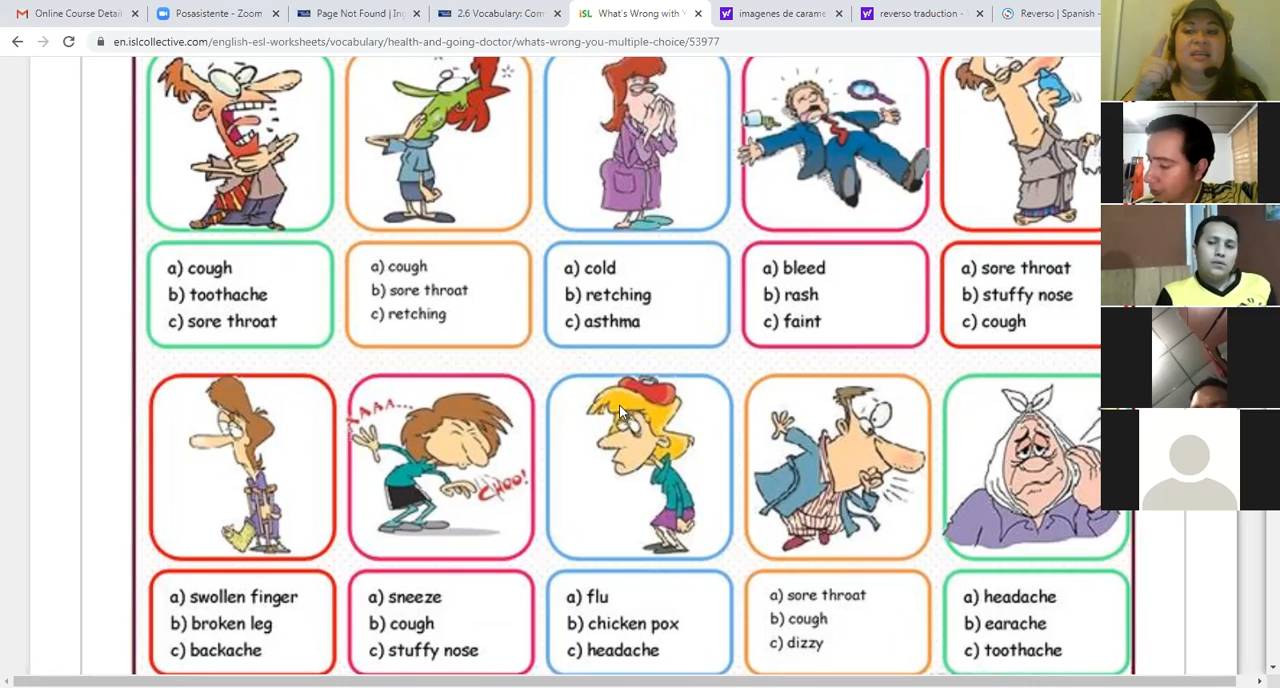 Online Course Detail
Posasistente - Zoom
Page Not Found | In
2.6 Vocabulary: Com
What's Wrong with Y
imagenes de carame
reverso traduction -
Reverso | Spanish -
en.islcollective.com/english-esl-worksheets/vocabulary/health-and-going-doctor/whats-wrong-you-multiple-choice/53977
a) cough
b) toothache
c) sore throat
a) cough
b) sore throat
c) retching
a) cold
b) retching
c) asthma
a) bleed
b) rash
c) faint
a) sore throat
b) stuffy nose
c) cough
AAA...
CHOO!
a) swollen finger
b) broken leg
c) backache
a) sneeze
b) cough
c) stuffy nose
a) flu
b) chicken pox
c) headache
a) sore throat
b) cough
c) dizzy
a) headache
b) earache
c) toothache